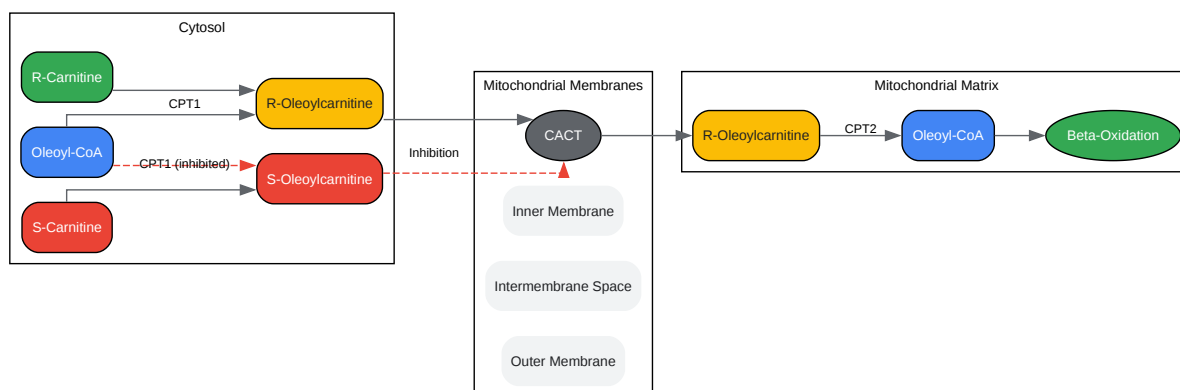 Cytosol
R-Carnitine
CPT1
R-Oleoylcarnitine
Oleoyl-CoA
CPT1 (inhibited)
S-Oleoylcarnitine
S-Carnitine
Inhibition
Mitochondrial Membranes
CACT
Inner Membrane
Intermembrane Space
Outer Membrane
Mitochondrial Matrix
R-Oleoylcarnitine
CPT2
Oleoyl-CoA
Beta-Oxidation